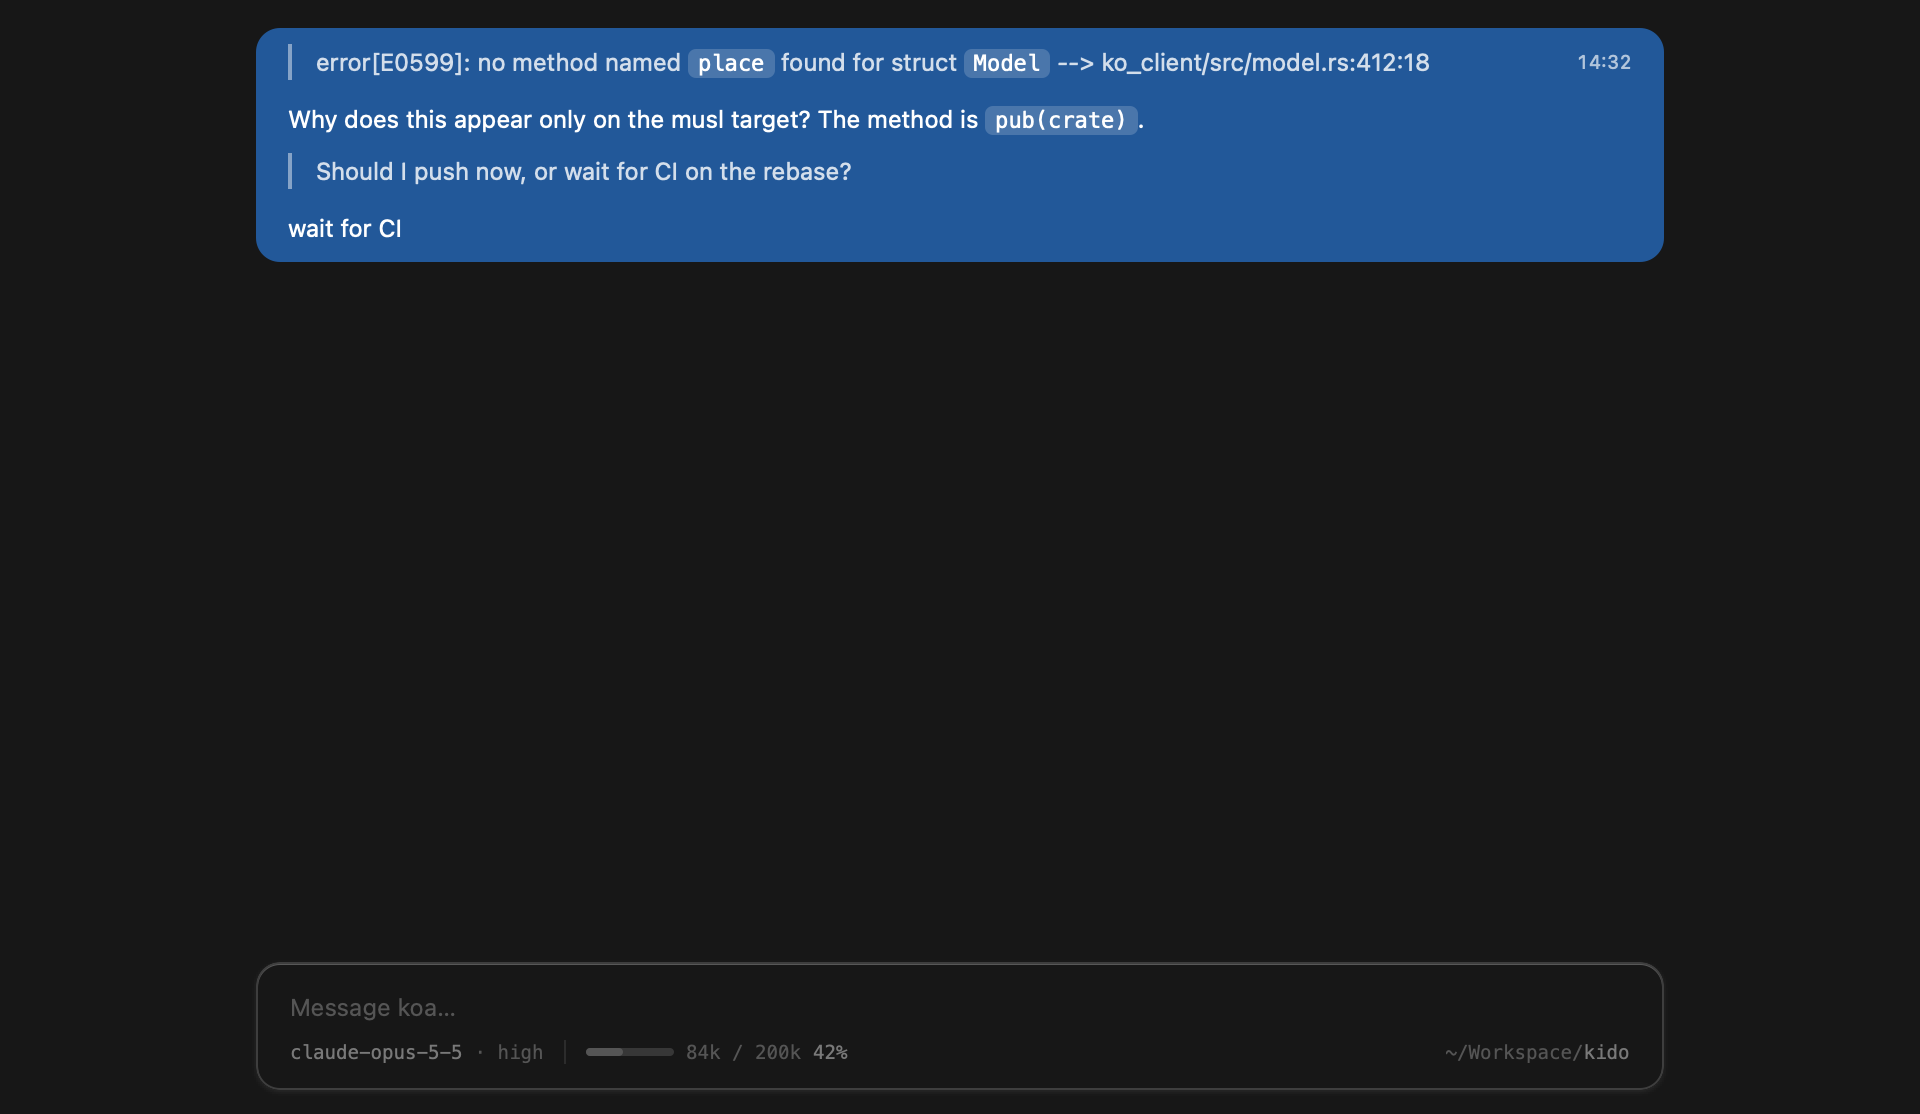 error[E0599]: no method named place found for struct Model --> ko_client/src/model.rs:412:18 14:32
Why does this appear only on the musl target? The method is pub(crate).
Should I push now, or wait for CI on the rebase?
wait for CI
Message koa...
claude-opus-5-5 · high 84k / 200k 42% ~/Workspace/kido